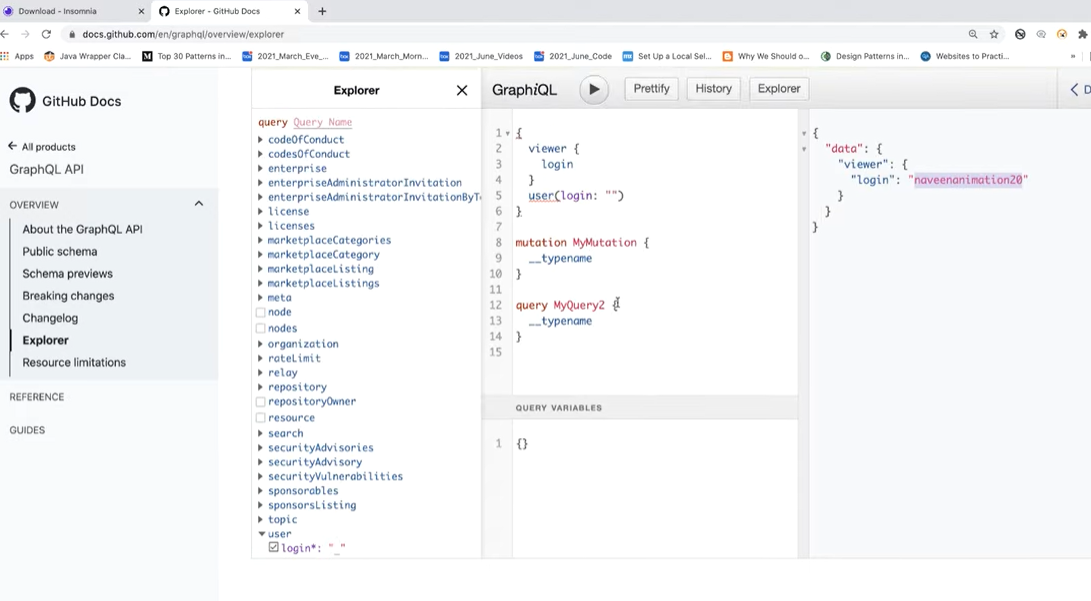 Download - Insomnia
Explorer - GitHub Docs
docs.github.com/en/graphql/overview/explorer
Apps
Java Wrapper Cla...
Top 30 Patterns in...
2021_March_Eve_...
2021_March_Morn...
2021_June_Videos
2021_June_Code
Set Up a Local Sel...
Why We Should o...
Design Patterns in...
Websites to Practi...
»
GitHub Docs
All products
GraphQL API
OVERVIEW
About the GraphQL API
Public schema
Schema previews
Breaking changes
Changelog
Explorer
Resource limitations
REFERENCE
GUIDES
Explorer
query Query Name
codeOfConduct
codesOfConduct
enterprise
enterpriseAdministratorInvitation
enterpriseAdministratorInvitationByT
license
licenses
marketplaceCategories
marketplaceCategory
marketplaceListing
marketplaceListings
meta
node
nodes
organization
rateLimit
relay
repository
repositoryOwner
resource
search
securityAdvisories
securityAdvisory
securityVulnerabilities
sponsorables
sponsorsListing
topic
user
login*: "_"
GraphiQL
Prettify
History
Explorer
D
1 {
2 viewer {
3 login
4 }
5 user(login: "")
6 }
7
8 mutation MyMutation {
9 __typename
10 }
11
12 query MyQuery2 {
13 __typename
14 }
15
QUERY VARIABLES
1 {}
{
"data": {
"viewer": {
"login": "naveenanimation20"
}
}
}